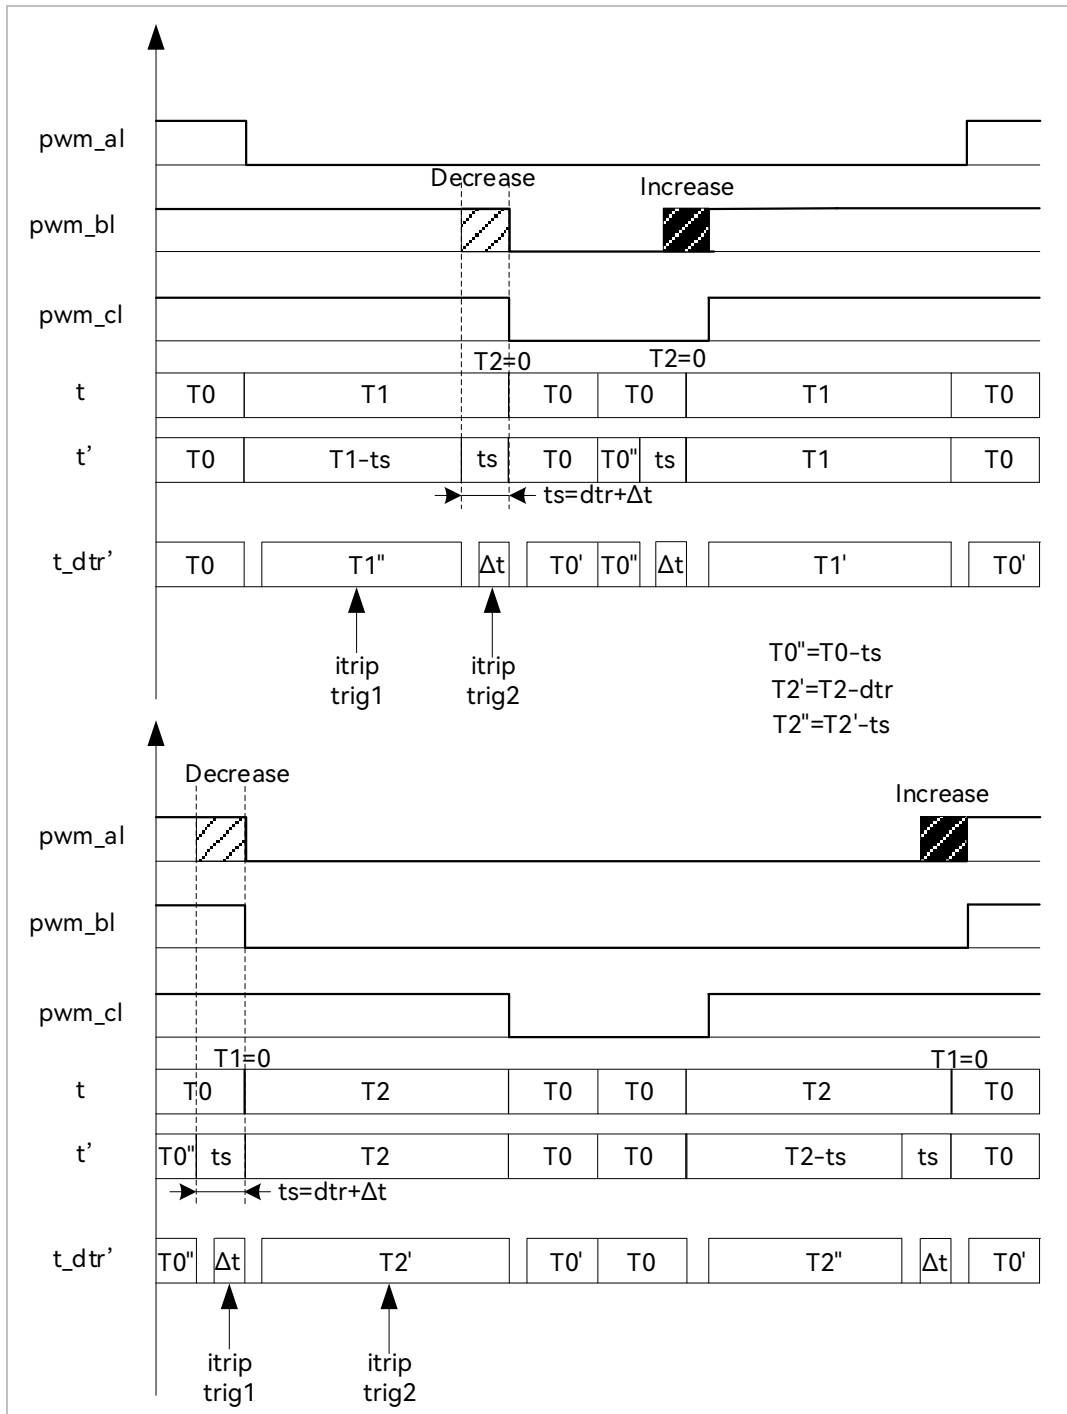 pwm_al
Decrease
Increase
pwm_bl
pwm_cl
T2=0
T2=0
t
T0
T1
T0
T0
T1
T0
t’
T0
T1-ts
ts
T0
T0"
ts
T1
T0
ts=dtr+Δt
t_dtr’
T0
T1"
Δt
T0'
T0"
Δt
T1'
T0'
itrip
trig1
itrip
trig2
T0"=T0-ts
T2'=T2-dtr
T2"=T2'-ts
Decrease
Increase
pwm_al
pwm_bl
pwm_cl
T1=0
T1=0
t
T0
T2
T0
T0
T2
T0
t’
T0"
ts
T2
T0
T0
T2-ts
ts
T0
ts=dtr+Δt
t_dtr’
T0"
Δt
T2'
T0'
T0
T2"
Δt
T0'
itrip
trig1
itrip
trig2